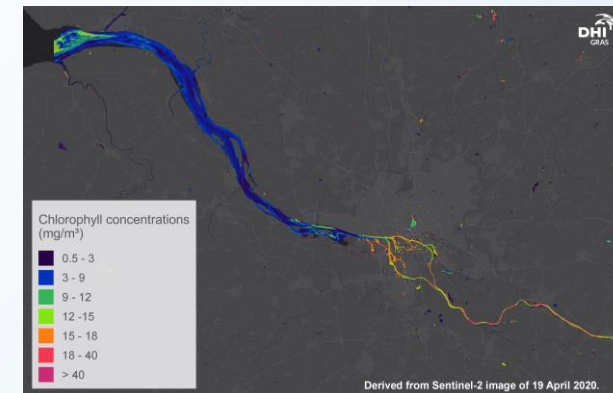 DHI
GRAS
Chlorophyll concentrations
(mg/m³)
0.5 - 3
3 - 9
9 - 12
12 -15
15 - 18
18 - 40
> 40
Derived from Sentinel-2 image of 19 April 2020.